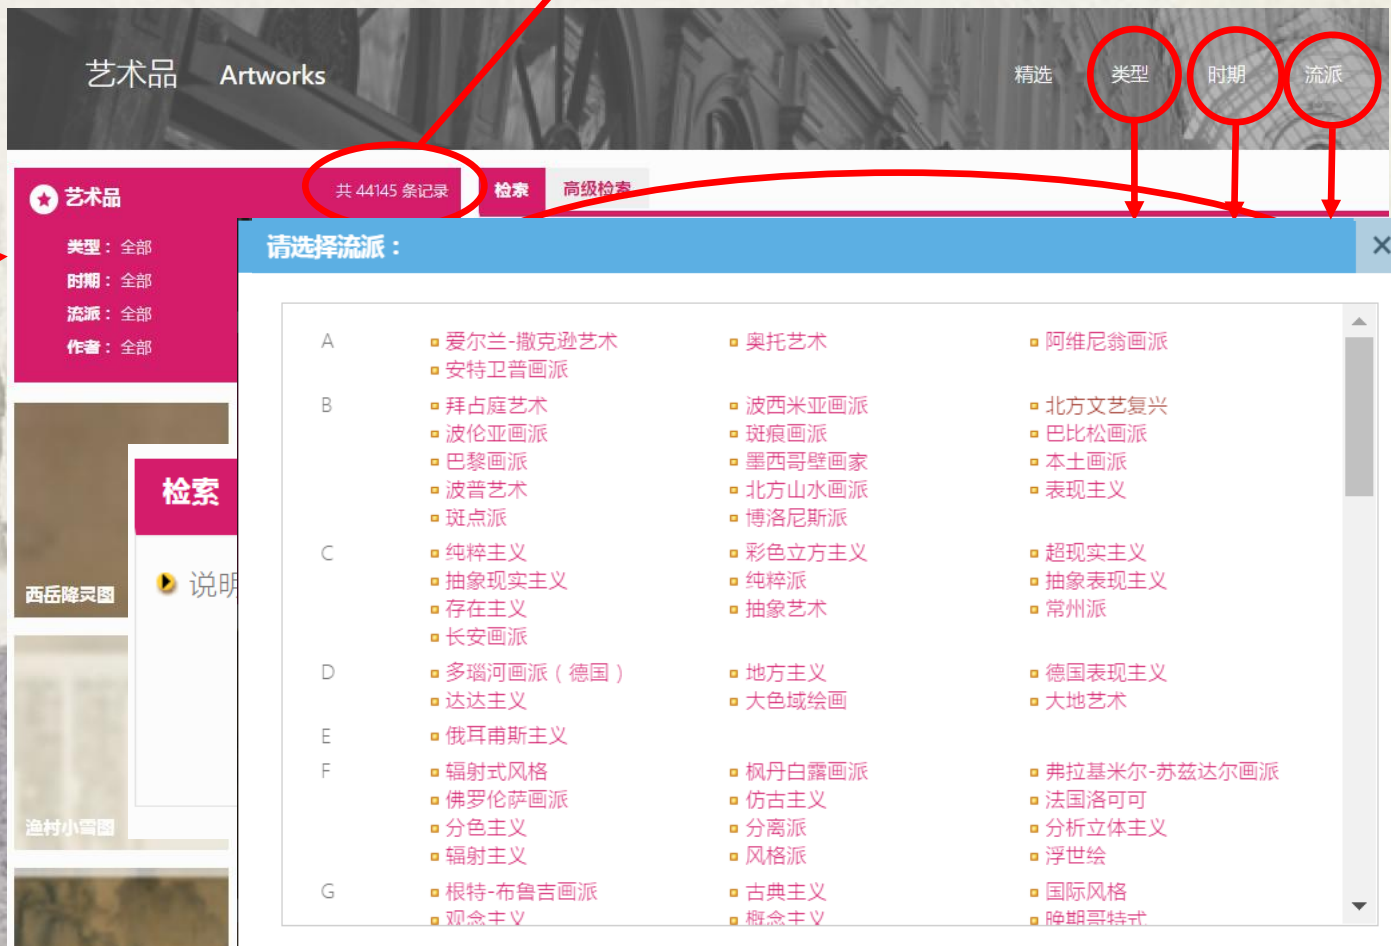 艺术品 Artworks
精选 类型 时期 流派
艺术品 共 44145 条记录 检索 高级检索
类型：全部
时期：全部
流派：全部
作者：全部
请选择流派：
A 爱尔兰-撒克逊艺术 奥托艺术 阿维尼翁画派
安特卫普画派
B 拜占庭艺术 波西米亚画派 北方文艺复兴
波伦亚画派 斑痕画派 巴比松画派
巴黎画派 墨西哥壁画家 本土画派
波普艺术 北方山水画派 表现主义
斑点派 博洛尼斯派
C 纯粹主义 彩色立方主义 超现实主义
抽象现实主义 纯粹派 抽象表现主义
存在主义 抽象艺术 常州派
长安画派
D 多瑙河画派（德国） 地方主义 德国表现主义
达达主义 大色域绘画 大地艺术
E 俄耳甫斯主义
F 辐射式风格 枫丹白露画派 弗拉基米尔-苏兹达尔画派
佛罗伦萨画派 仿古主义 法国洛可可
分色主义 分离派 分析立体主义
辐射主义 风格派 浮世绘
G 根特-布鲁吉画派 古典主义 国际风格
观念主义 概念主义 晚期哥特式
检索
说明
西岳降灵图
渔村小雪图